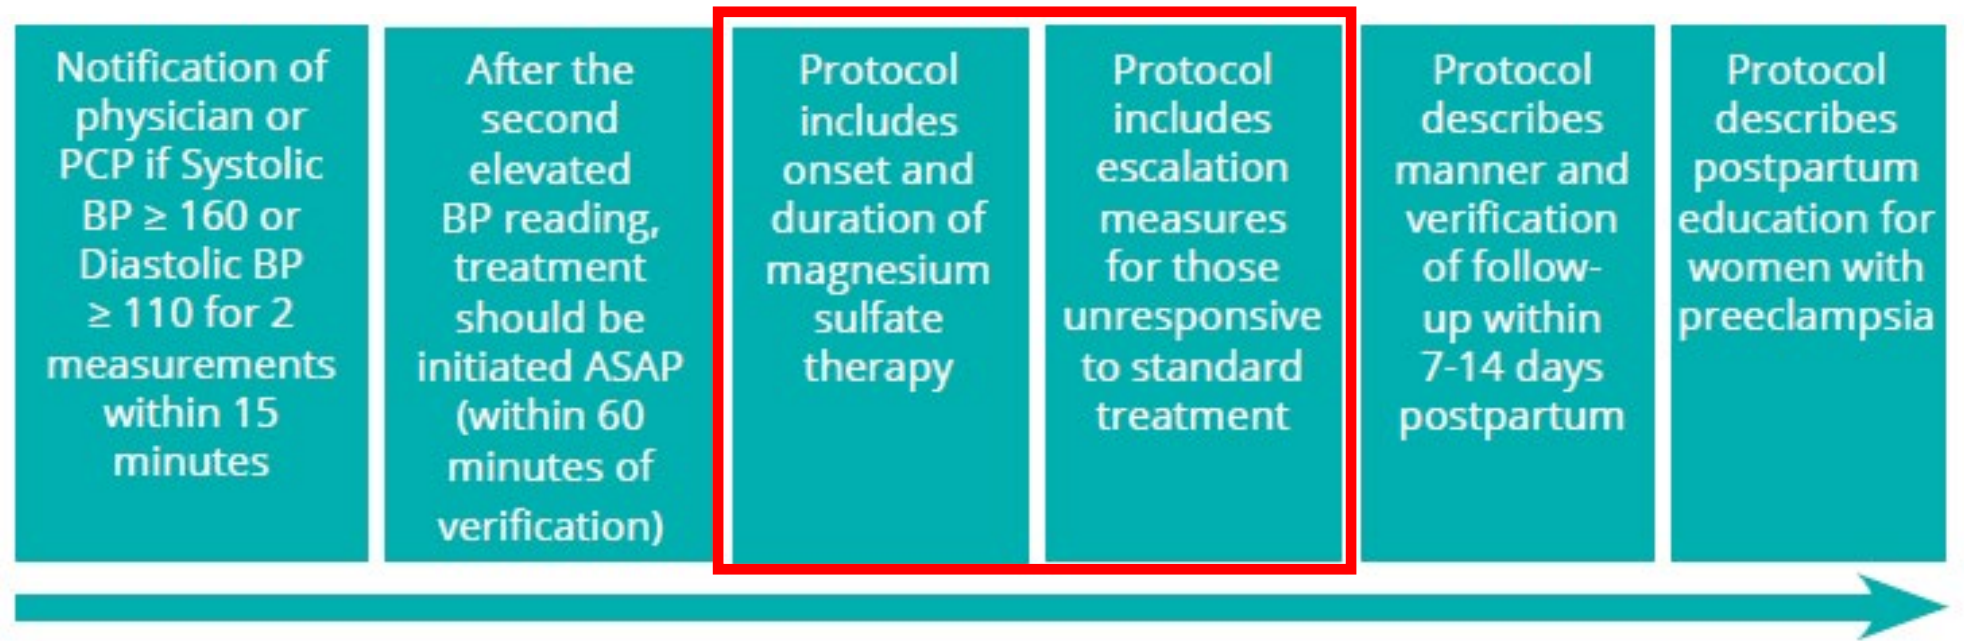 Notification of
physician or
PCP if Systolic
BP ≥ 160 or
Diastolic BP
≥ 110 for 2
measurements
within 15
minutes
After the
second
elevated
BP reading,
treatment
should be
initiated ASAP
(within 60
minutes of
verification)
Protocol
includes
onset and
duration of
magnesium
sulfate
therapy
Protocol
includes
escalation
measures
for those
unresponsive
to standard
treatment
Protocol
describes
manner and
verification
of follow-
up within
7-14 days
postpartum
Protocol
describes
postpartum
education for
women with
preeclampsia